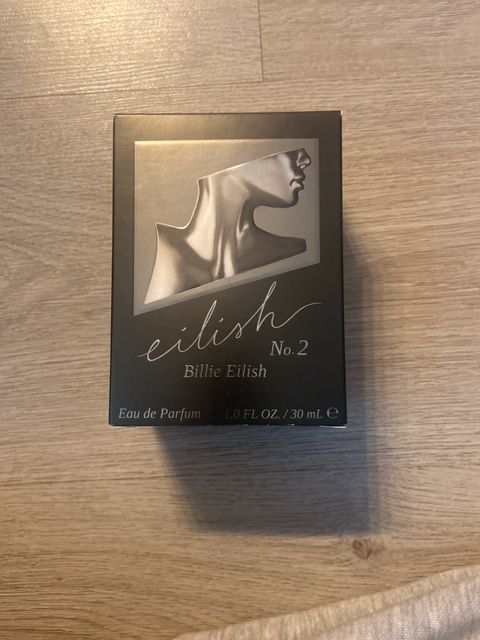 eilish
No. 2
Billie Eilish
Eau de Parfum 1.0 FL OZ. / 30 mL ℮